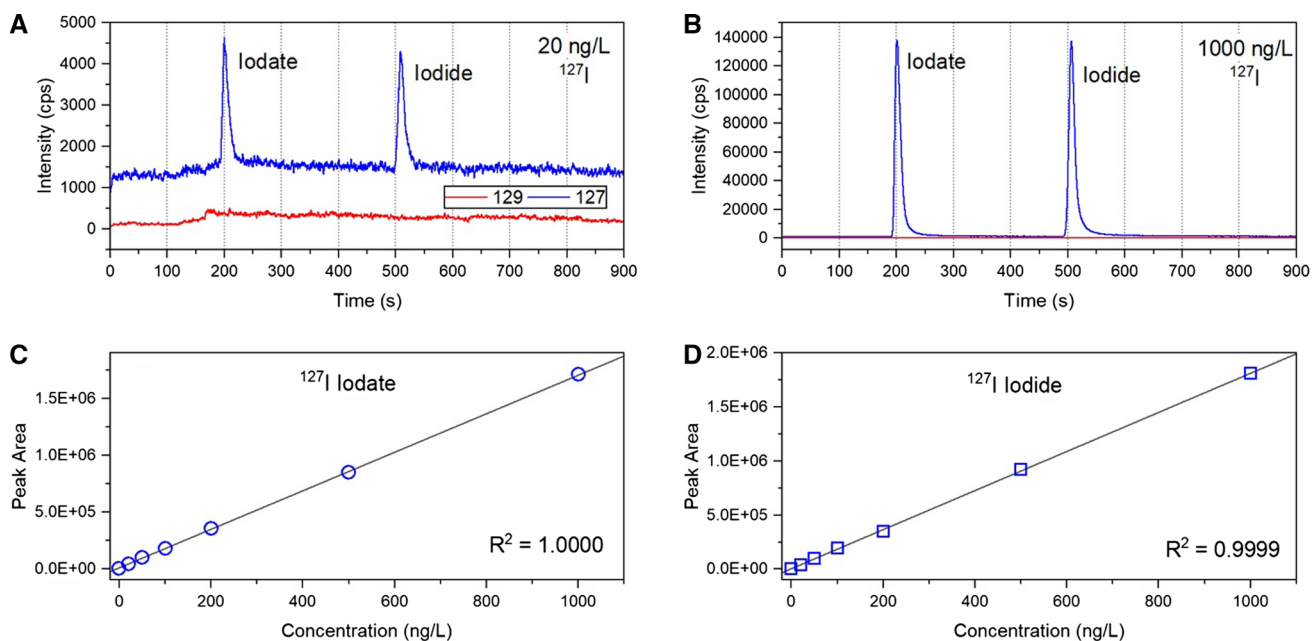 A
5000
4000
3000
2000
1000
0
Intensity (cps)
Iodate
Iodide
20 ng/L
¹²⁷I
129 127
0 100 200 300 400 500 600 700 800 900
Time (s)
B
140000
120000
100000
80000
60000
40000
20000
0
Intensity (cps)
Iodate
Iodide
1000 ng/L
¹²⁷I
0 100 200 300 400 500 600 700 800 900
Time (s)
C
1.5E+06
1.0E+06
5.0E+05
0.0E+00
Peak Area
¹²⁷I Iodate
R² = 1.0000
0 200 400 600 800 1000
Concentration (ng/L)
D
2.0E+06
1.5E+06
1.0E+06
5.0E+05
0.0E+00
Peak Area
¹²⁷I Iodide
R² = 0.9999
0 200 400 600 800 1000
Concentration (ng/L)